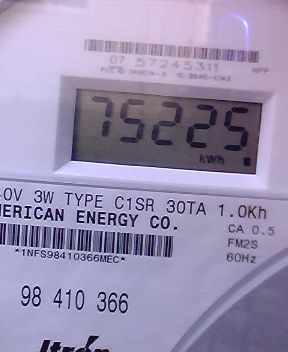 07 57245311
75225
kWh
0V 3W TYPE C1SR 30TA 1.0Kh
MERICAN ENERGY CO.
CA 0.5
FM2S
*1NFS98410366MEC*
60Hz
98 410 366
Itrón